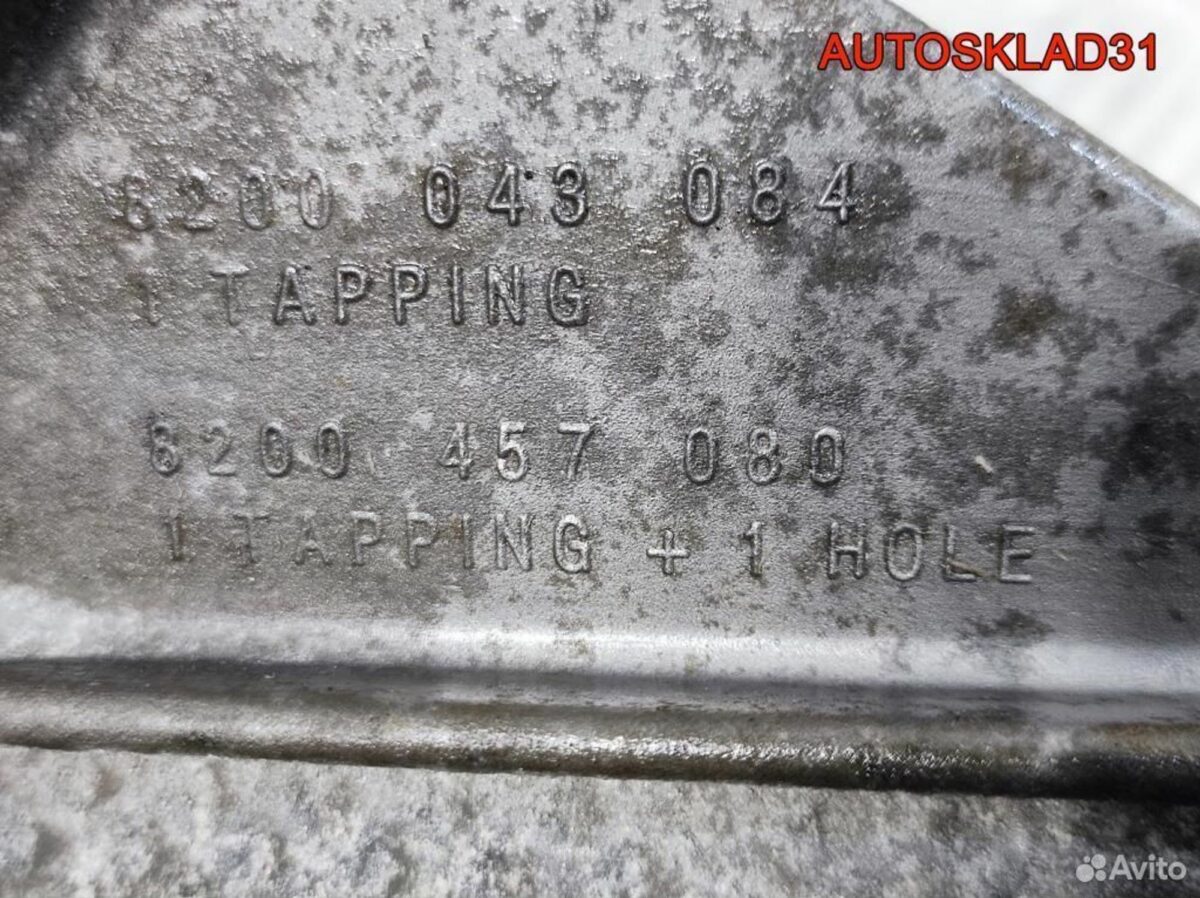 AUTOSKLAD31
8200 043 084
1 TAPPING
8200 457 080
1 TAPPING + 1 HOLE
Avito